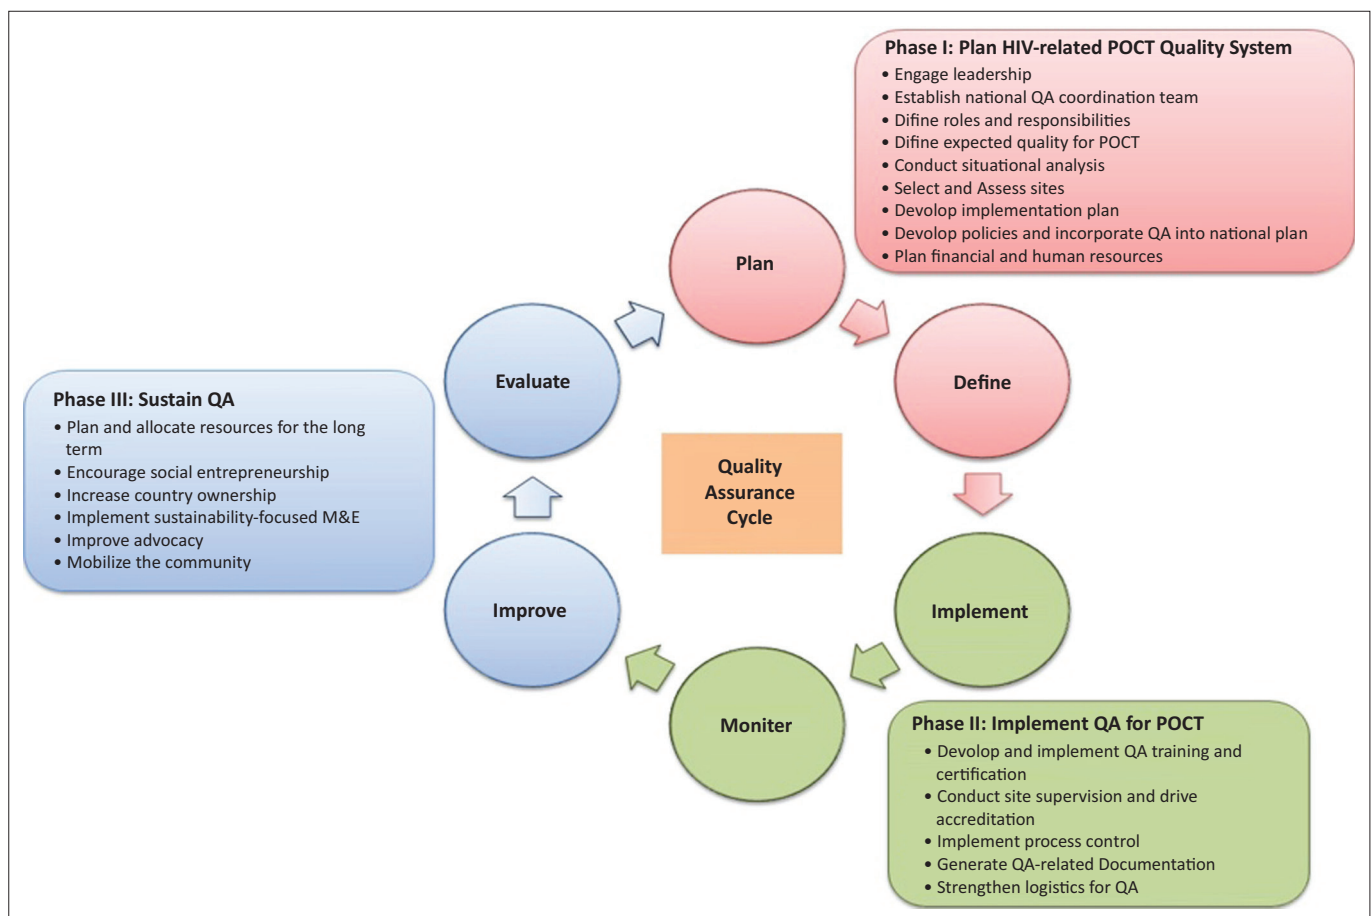 Phase I: Plan HIV-related POCT Quality System
• Engage leadership
• Establish national QA coordination team
• Difine roles and responsibilities
• Difine expected quality for POCT
• Conduct situational analysis
• Select and Assess sites
• Devolop implementation plan
• Devolop policies and incorporate QA into national plan
• Plan financial and human resources
Plan
Define
Evaluate
Phase III: Sustain QA
• Plan and allocate resources for the long
term
• Encourage social entrepreneurship
• Increase country ownership
• Implement sustainability-focused M&E
• Improve advocacy
• Mobilize the community
Quality
Assurance
Cycle
Improve
Implement
Moniter
Phase II: Implement QA for POCT
• Devolop and implement QA training and
certification
• Conduct site supervision and drive
accreditation
• Implement process control
• Generate QA-related Documentation
• Strengthen logistics for QA